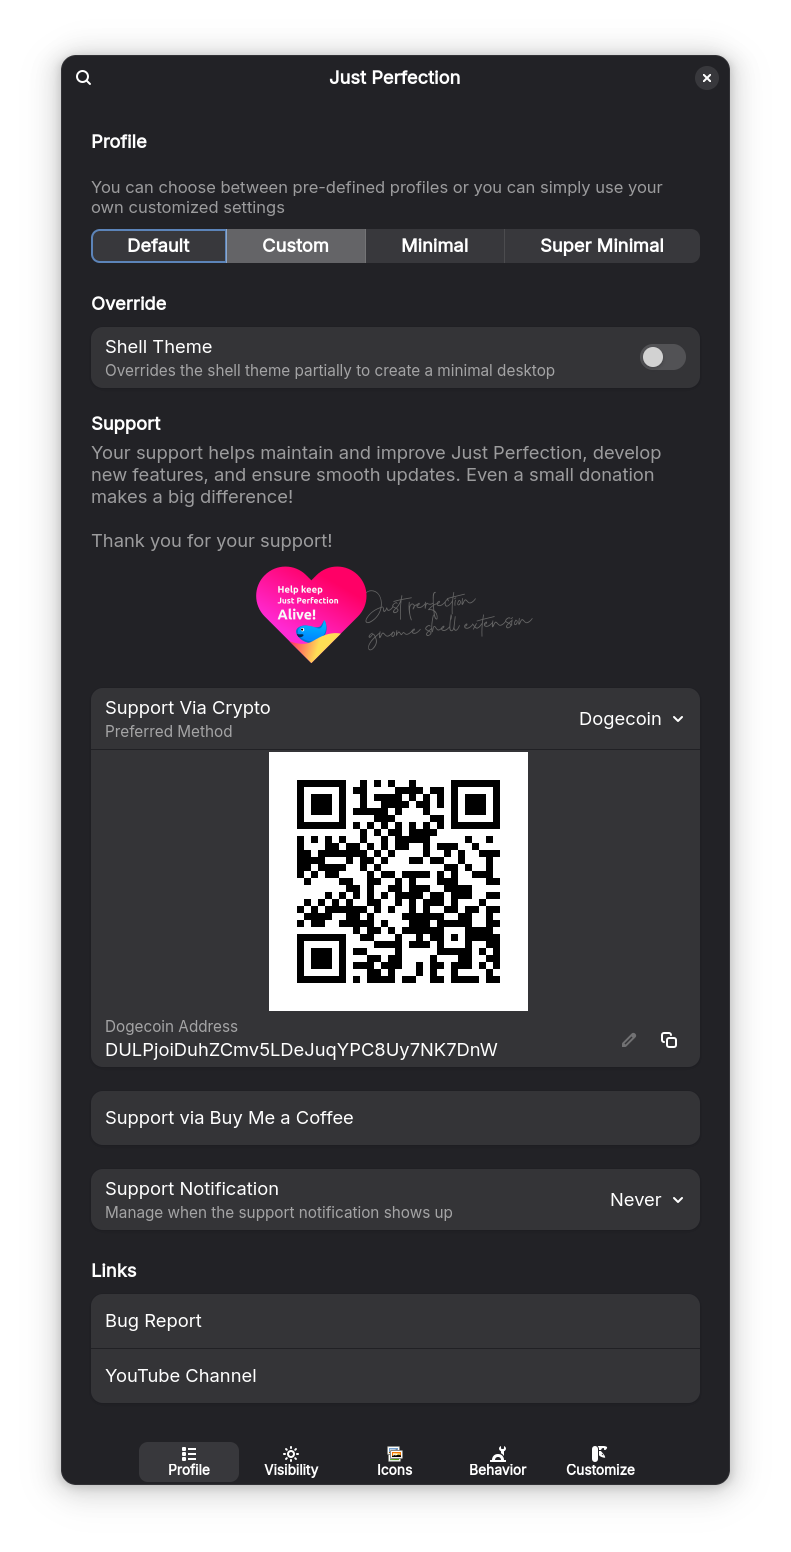 Just Perfection
Profile
You can choose between pre-defined profiles or you can simply use your
own customized settings
Default
Custom
Minimal
Super Minimal
Override
Shell Theme
Overrides the shell theme partially to create a minimal desktop
Support
Your support helps maintain and improve Just Perfection, develop
new features, and ensure smooth updates. Even a small donation
makes a big difference!
Thank you for your support!
Help keep
Just Perfection
Alive!
Just perfection
gnome shell extension
Support Via Crypto
Preferred Method
Dogecoin
Dogecoin Address
DULPjoiDuhZCmv5LDeJuqYPC8Uy7NK7DnW
Support via Buy Me a Coffee
Support Notification
Manage when the support notification shows up
Never
Links
Bug Report
YouTube Channel
Profile
Visibility
Icons
Behavior
Customize